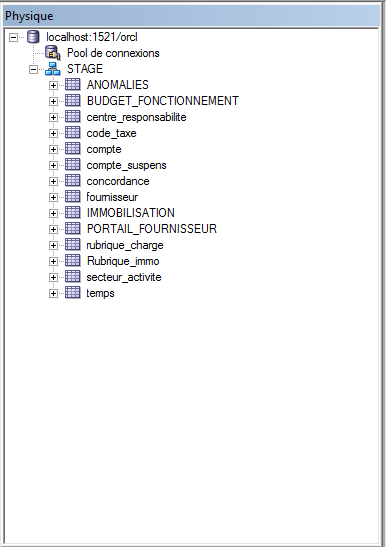 Physique
localhost:1521/orcl
Pool de connexions
STAGE
ANOMALIES
BUDGET_FONCTIONNEMENT
centre_responsabilite
code_taxe
compte
compte_suspens
concordance
fournisseur
IMMOBILISATION
PORTAIL_FOURNISSEUR
rubrique_charge
Rubrique_immo
secteur_activite
temps